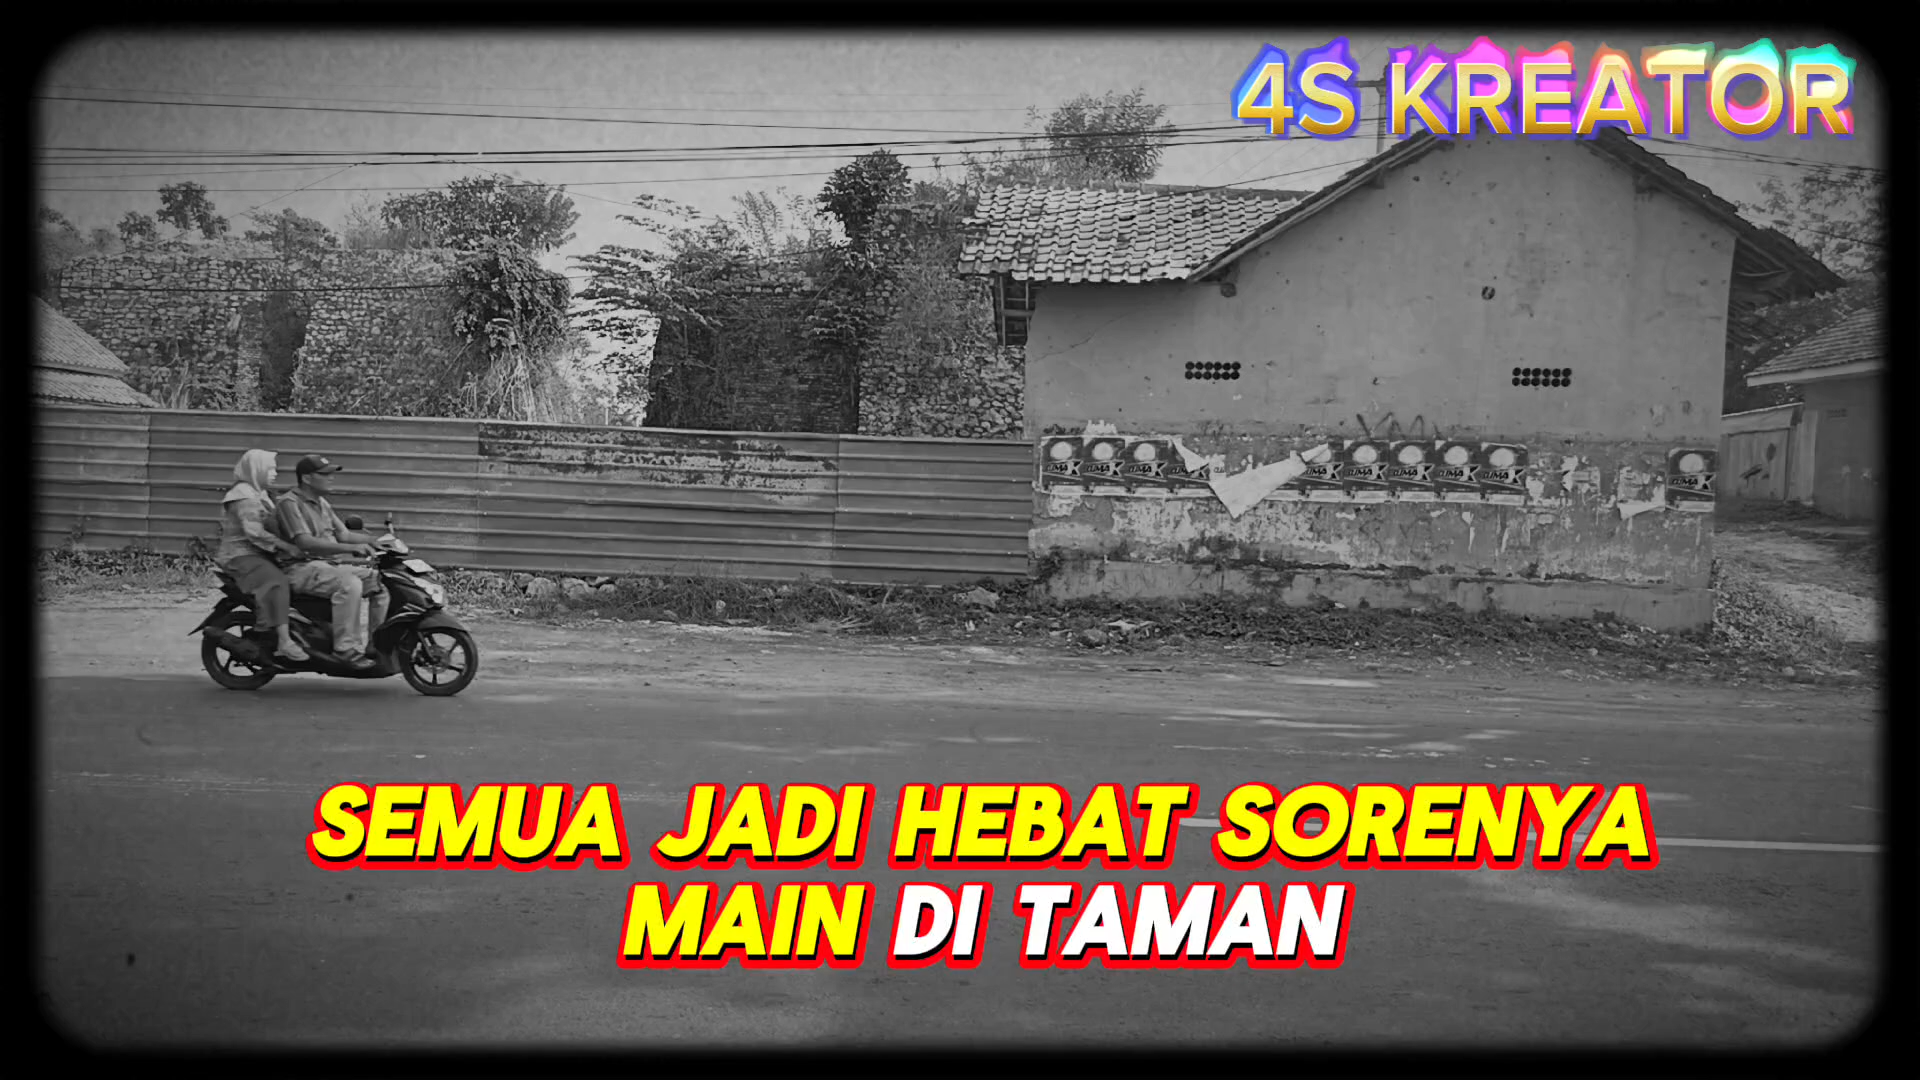 4S KREATOR
SEMUA JADI HEBAT SORENYA
MAIN DI TAMAN